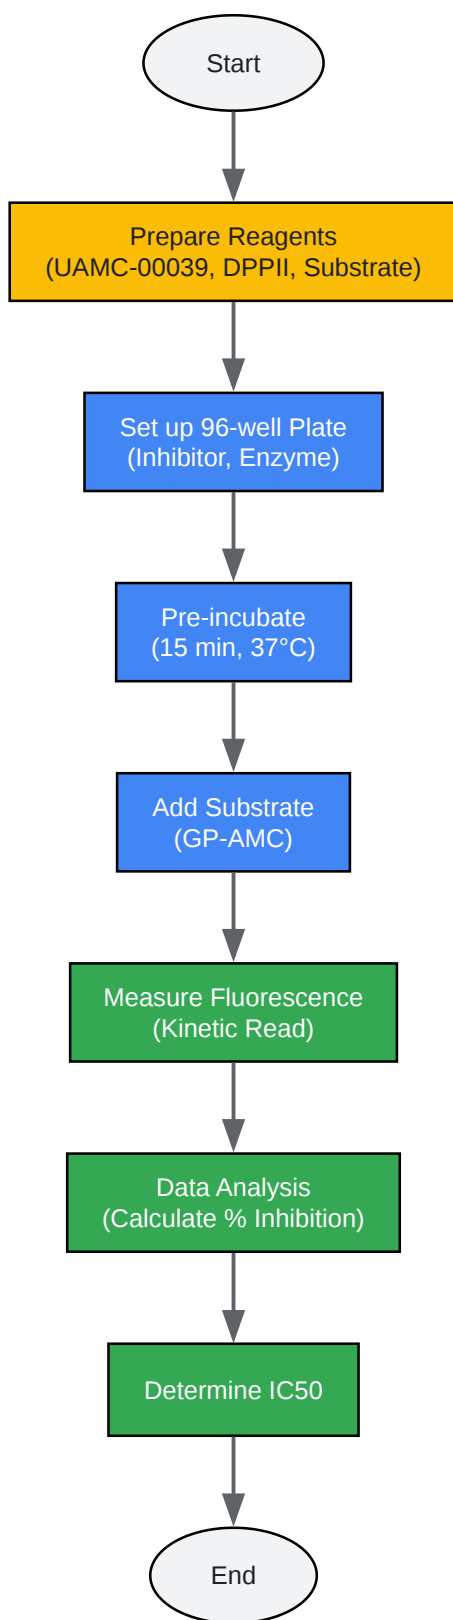 Start
Prepare Reagents
(UAMC-00039, DPPII, Substrate)
Set up 96-well Plate
(Inhibitor, Enzyme)
Pre-incubate
(15 min, 37°C)
Add Substrate
(GP-AMC)
Measure Fluorescence
(Kinetic Read)
Data Analysis
(Calculate % Inhibition)
Determine IC50
End